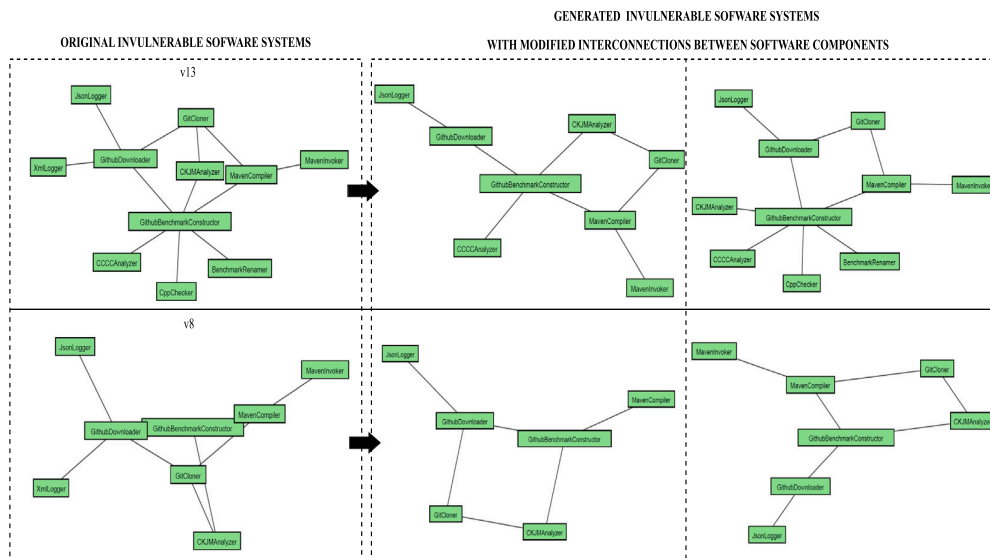 GENERATED INVULNERABLE SOFWARE SYSTEMS
ORIGINAL INVULNERABLE SOFWARE SYSTEMS
WITH MODIFIED INTERCONNECTIONS BETWEEN SOFTWARE COMPONENTS
v13
JsonLogger
GitCloner
GithubDownloader
XmlLogger
CKJMAnalyzer
MavenCompiler
MavenInvoker
GithubBenchmarkConstructor
CCCCAnalyzer
BenchmarkRenamer
CppChecker
JsonLogger
CKJMAnalyzer
GithubDownloader
GitCloner
GithubBenchmarkConstructor
MavenCompiler
CCCCAnalyzer
MavenInvoker
JsonLogger
GitCloner
GithubDownloader
MavenCompiler
MavenInvoker
CKJMAnalyzer
GithubBenchmarkConstructor
CCCCAnalyzer
BenchmarkRenamer
CppChecker
v8
JsonLogger
MavenInvoker
MavenCompiler
GithubDownloader
GithubBenchmarkConstructor
GitCloner
XmlLogger
CKJMAnalyzer
JsonLogger
MavenCompiler
GithubDownloader
GithubBenchmarkConstructor
GitCloner
CKJMAnalyzer
MavenInvoker
GitCloner
MavenCompiler
CKJMAnalyzer
GithubBenchmarkConstructor
GithubDownloader
JsonLogger